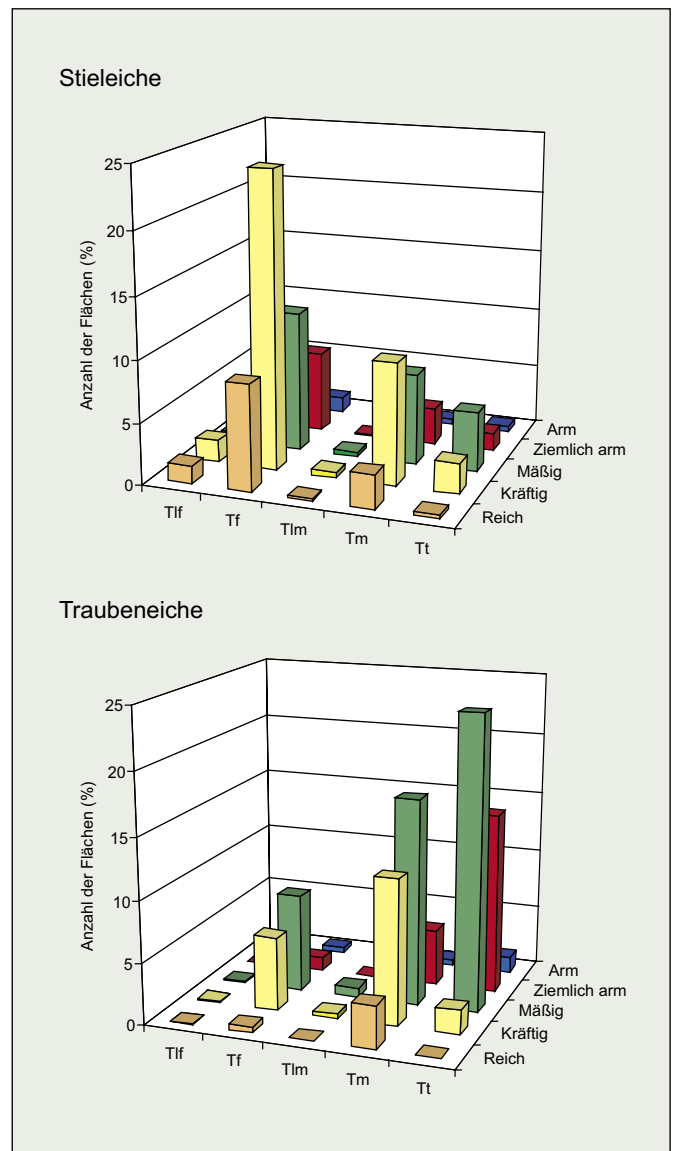 Stieleiche
25
20
15
10
5
0
Anzahl der Flächen (%)
Tlf
Tf
Tlm
Tm
Tt
Arm
Ziemlich arm
Mäßig
Kräftig
Reich
Traubeneiche
25
20
15
10
5
0
Anzahl der Flächen (%)
Tlf
Tf
Tlm
Tm
Tt
Arm
Ziemlich arm
Mäßig
Kräftig
Reich